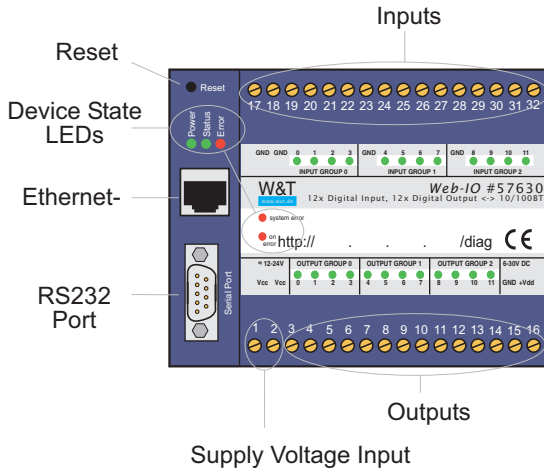 Inputs
Reset
Reset
17 18 19 20 21 22 23 24 25 26 27 28 29 30 31 32
Device State
LEDs
Power
Status
Error
GND GND 0 1 2 3 GND 4 5 6 7 GND 8 9 10 11
INPUT GROUP 0 INPUT GROUP 1 INPUT GROUP 2
Ethernet-
W&T
www.wut.de
Web-IO #57630
12x Digital Input, 12x Digital Output <-> 10/100BT
system error
on
error
http:// . . . /diag CE
RS232
Port
Serial Port
12-24V OUTPUT GROUP 0 OUTPUT GROUP 1 OUTPUT GROUP 2 6-30V DC
Vcc Vcc 0 1 2 3 4 5 6 7 8 9 10 11 GND +Vdd
1 2 3 4 5 6 7 8 9 10 11 12 13 14 15 16
Outputs
Supply Voltage Input